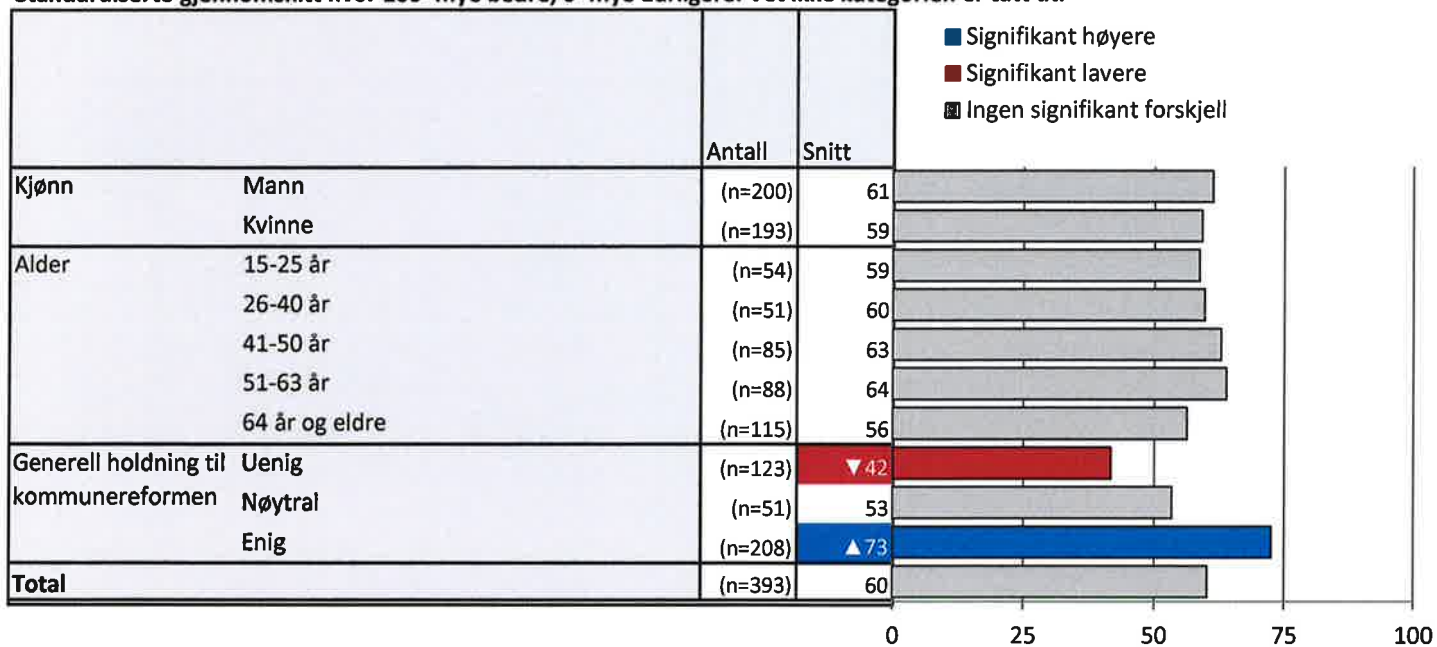 Signifikant høyere
Signifikant lavere
Ingen signifikant forskjell
Antall Snitt
Kjønn Mann (n=200) 61
Kvinne (n=193) 59
Alder 15-25 år (n=54) 59
26-40 år (n=51) 60
41-50 år (n=85) 63
51-63 år (n=88) 64
64 år og eldre (n=115) 56
Generell holdning til Uenig (n=123) ▼42
kommunereformen Nøytral (n=51) 53
Enig (n=208) ▲73
Total (n=393) 60
0 25 50 75 100